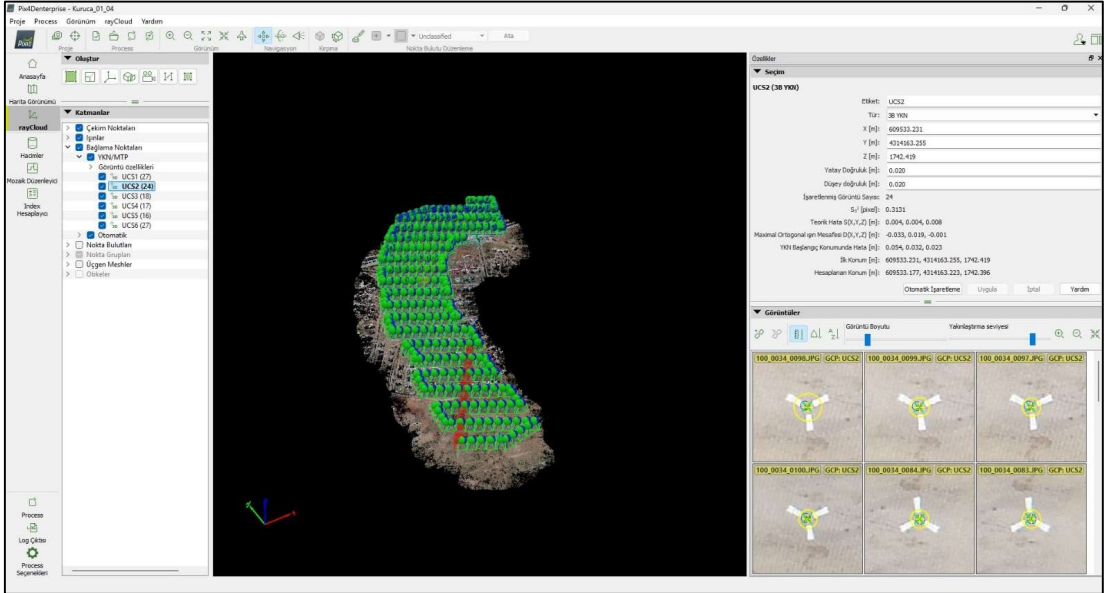 Pix4Denterprise - Kuruca_01_04
Proje Process Görünüm rayCloud Yardım
Unclassified
Ata
Proje
Process
Görünüm
Navigasyon
Kırpma
Nokta Bulutu Düzenleme
Anasayfa
Harita Görünümü
rayCloud
Hacimler
Mozaik Düzenleyici
Index Hesaplayıcı
Process
Log Çıktısı
Process Seçenekleri
Oluştur
Katmanlar
Çekim Noktaları
Işınlar
Bağlama Noktaları
YKN/MTP
Görüntü özellikleri
UCS1 (27)
UCS2 (24)
UCS3 (18)
UCS4 (17)
UCS5 (16)
UCS6 (27)
Otomatik
Nokta Bulutları
Nokta Grupları
Üçgen Meshler
Objeler
Özellikler
Seçim
UCS2 (3B YKN)
Etiket: UCS2
Tür: 3B YKN
X [m]: 609533.231
Y [m]: 4314163.255
Z [m]: 1742.419
Yatay Doğruluk [m]: 0.020
Düşey doğruluk [m]: 0.020
İşaretlenmiş Görüntü Sayısı: 24
S₀² [pixel]: 0.3131
Teorik Hata S(X,Y,Z) [m]: 0.004, 0.004, 0.008
Maximal Ortogonal ışın Mesafesi D(X,Y,Z) [m]: -0.033, 0.019, -0.001
YKN Başlangıç Konumunda Hata [m]: 0.054, 0.032, 0.023
İlk Konum [m]: 609533.231, 4314163.255, 1742.419
Hesaplanan Konum [m]: 609533.177, 4314163.223, 1742.396
Otomatik İşaretleme Uygula İptal Yardım
Görüntüler
Görüntü Boyutu
Yakınlaştırma seviyesi
100_0034_0098.JPG GCP: UCS2
100_0034_0099.JPG GCP: UCS2
100_0034_0097.JPG GCP: UCS2
100_0034_0100.JPG GCP: UCS2
100_0034_0084.JPG GCP: UCS2
100_0034_0083.JPG GCP: UCS2